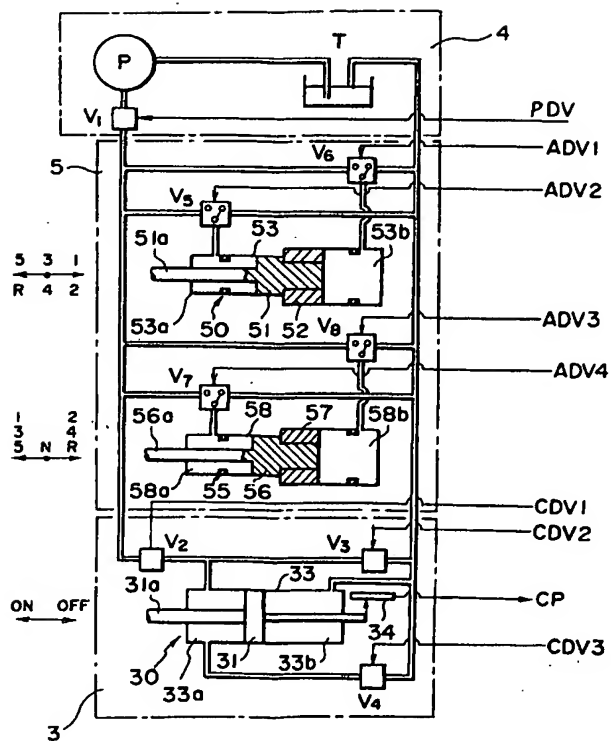 T
4
P
V1
PDV
5
V6
ADV1
V5
ADV2
51a
53
53b
5 3 1
R 4 2
53a
50
51
52
V8
ADV3
V7
ADV4
56a
58
57
58b
1 2
3 4
5 N R
58a
55
56
CDV1
V2
V3
CDV2
31a
33
ON OFF
CP
34
30
31
33a
33b
CDV3
V4
3